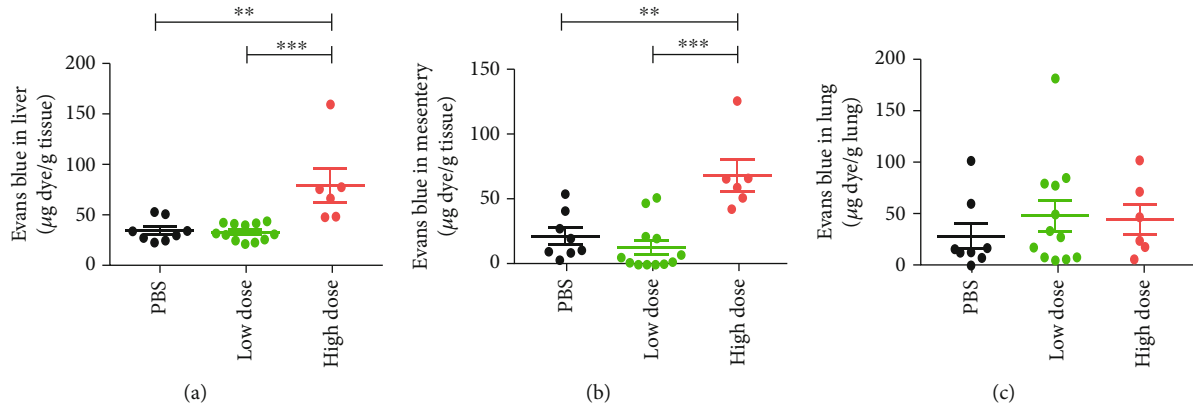 **
***
Evans blue in liver
(μg dye/g tissue)
200
150
100
50
0
PBS
Low dose
High dose
(a)
**
***
Evans blue in mesentery
(μg dye/g tissue)
150
100
50
0
PBS
Low dose
High dose
(b)
Evans blue in lung
(μg dye/g lung)
200
150
100
50
0
PBS
Low dose
High dose
(c)